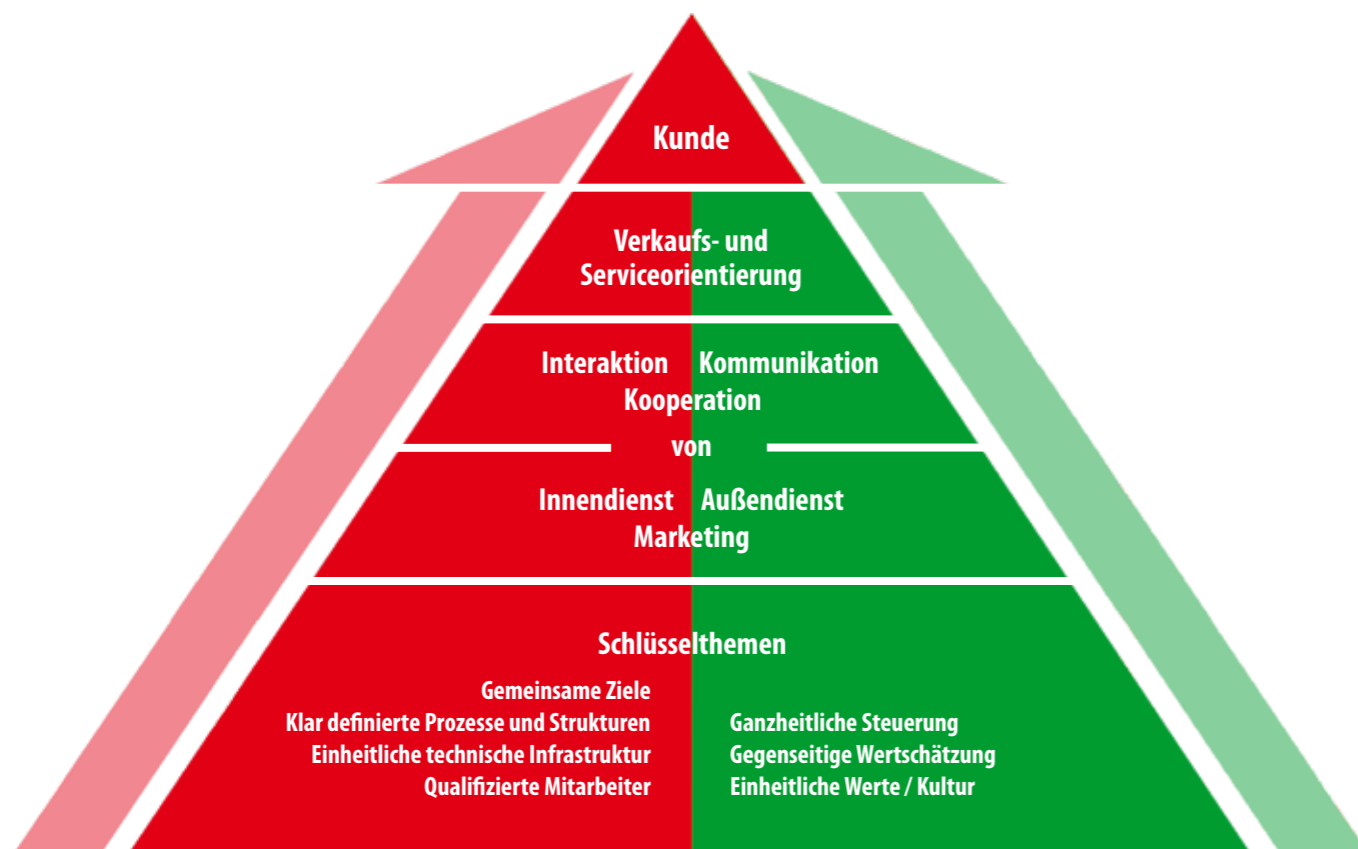 Kunde
Verkaufs- und
Serviceorientierung
Interaktion Kommunikation
Kooperation
von
Innendienst Außendienst
Marketing
Schlüsselthemen
Gemeinsame Ziele
Klar definierte Prozesse und Strukturen
Einheitliche technische Infrastruktur
Qualifizierte Mitarbeiter
Ganzheitliche Steuerung
Gegenseitige Wertschätzung
Einheitliche Werte / Kultur